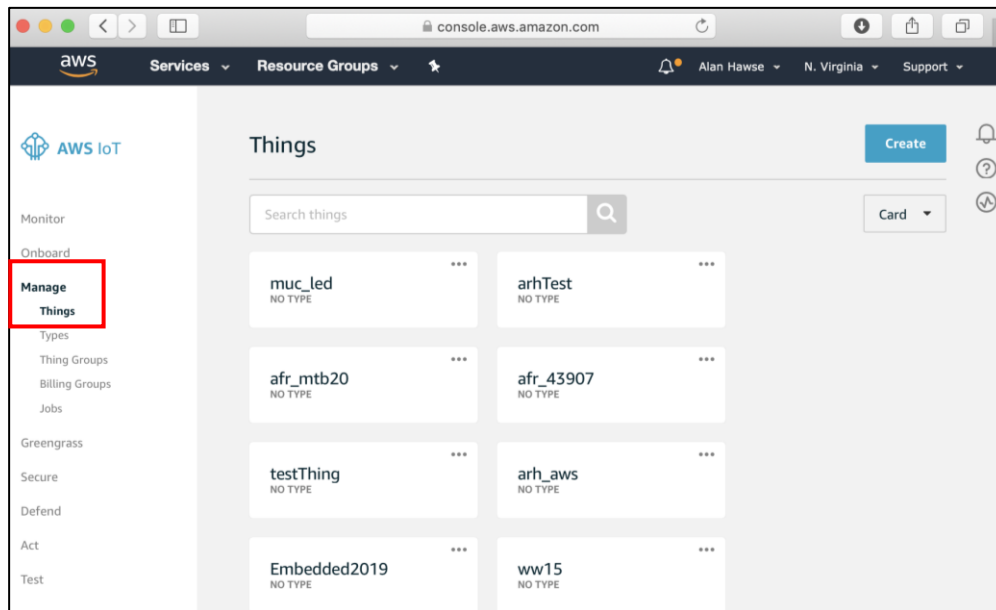 console.aws.amazon.com
aws Services Resource Groups Alan Hawse N. Virginia Support
AWS IoT
Monitor
Onboard
Manage
Things
Types
Thing Groups
Billing Groups
Jobs
Greengrass
Secure
Defend
Act
Test
Things Create
Search things Card
muc_led arhTest
NO TYPE NO TYPE
afr_mtb20 afr_43907
NO TYPE NO TYPE
testThing arh_aws
NO TYPE NO TYPE
Embedded2019 ww15
NO TYPE NO TYPE